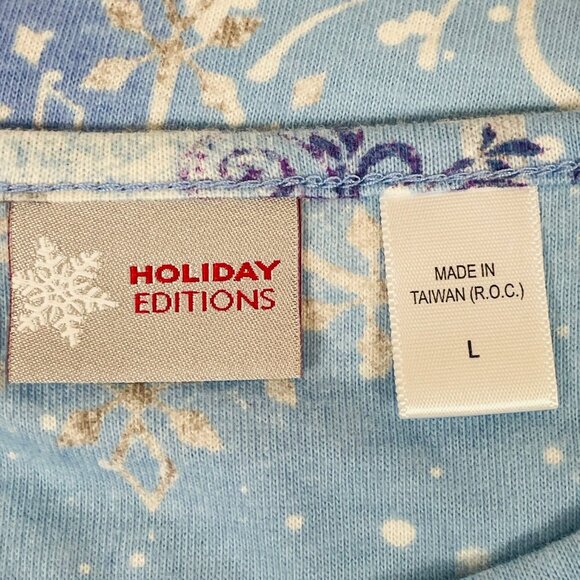 HOLIDAY
EDITIONS
MADE IN
TAIWAN (R.O.C.)
L